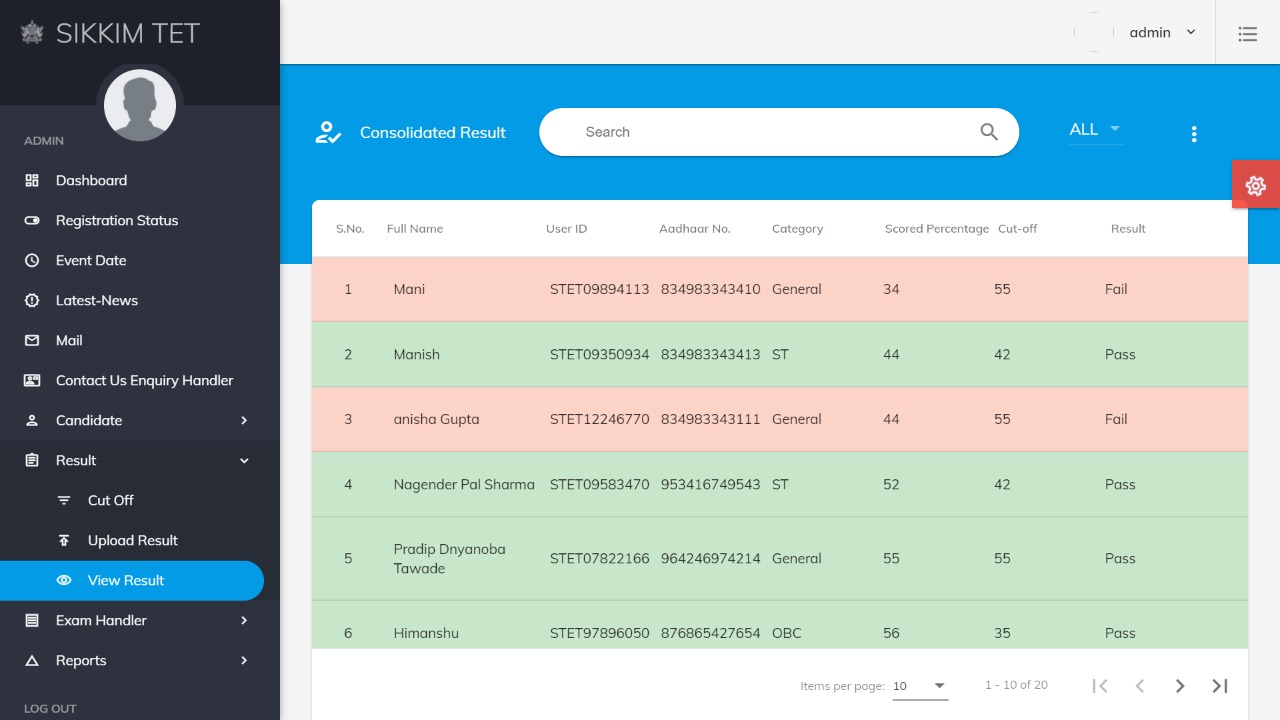 SIKKIM TET
admin
ADMIN
Dashboard
Registration Status
Event Date
Latest-News
Mail
Contact Us Enquiry Handler
Candidate
Result
Cut Off
Upload Result
View Result
Exam Handler
Reports
LOG OUT
Consolidated Result
Search
ALL
S.No. Full Name User ID Aadhaar No. Category Scored Percentage Cut-off Result
1 Mani STET09894113 834983343410 General 34 55 Fail
2 Manish STET09350934 834983343413 ST 44 42 Pass
3 anisha Gupta STET12246770 834983343111 General 44 55 Fail
4 Nagender Pal Sharma STET09583470 953416749543 ST 52 42 Pass
5 Pradip Dnyanoba
Tawade STET07822166 964246974214 General 55 55 Pass
6 Himanshu STET97896050 876865427654 OBC 56 35 Pass
Items per page: 10 1 - 10 of 20